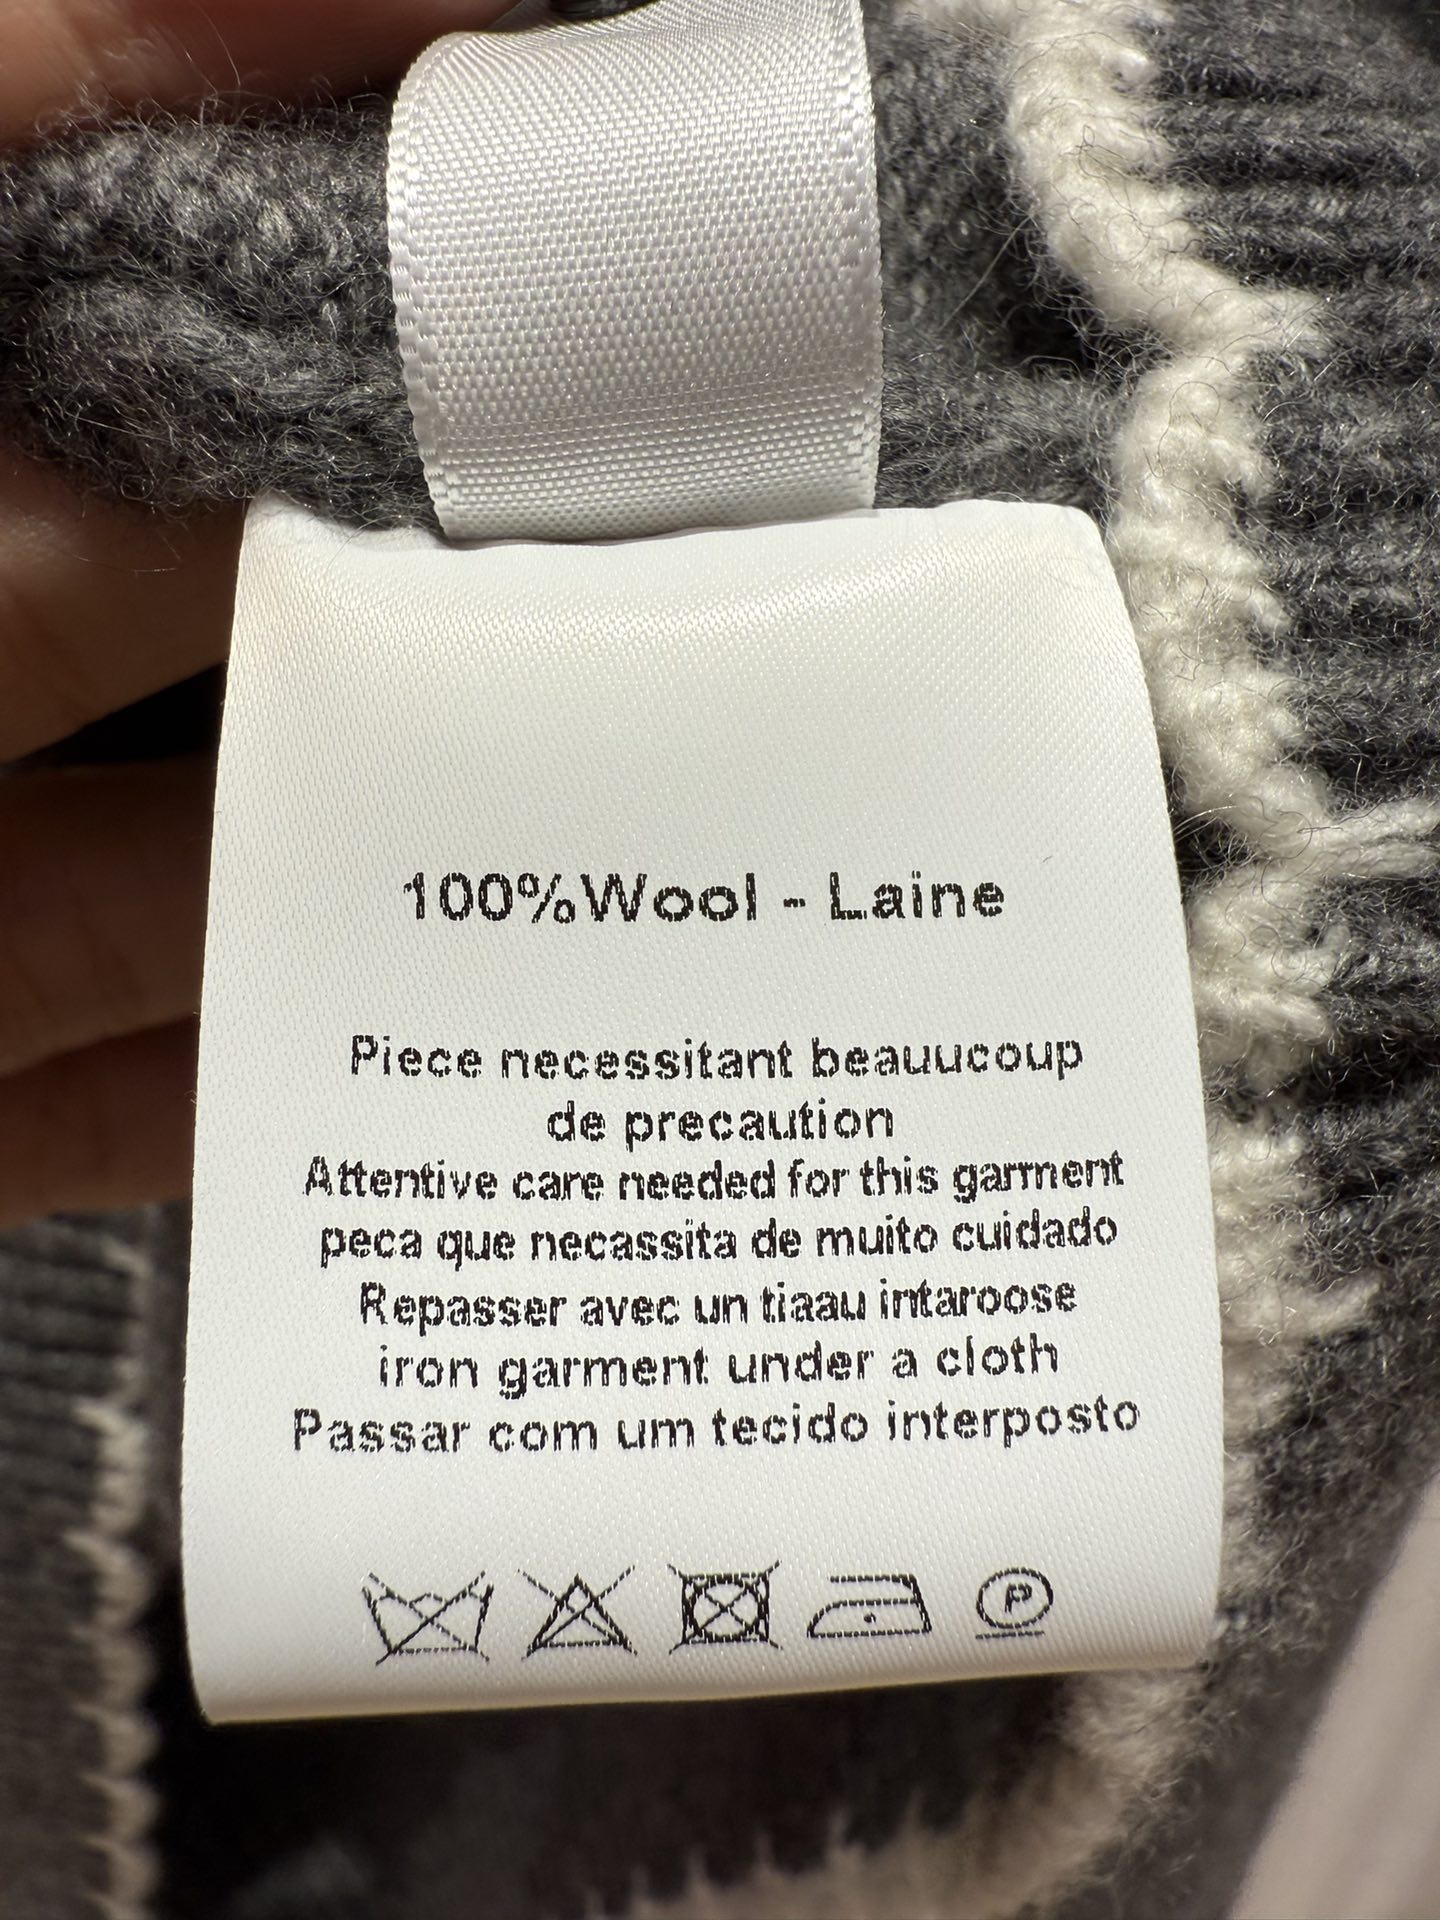 100%Wool - Laine
Piece necessitant beauucoup
de precaution
Attentive care needed for this garment
peca que necassita de muito cuidado
Repasser avec un tiaau intaroose
iron garment under a cloth
Passar com um tecido interposto
P